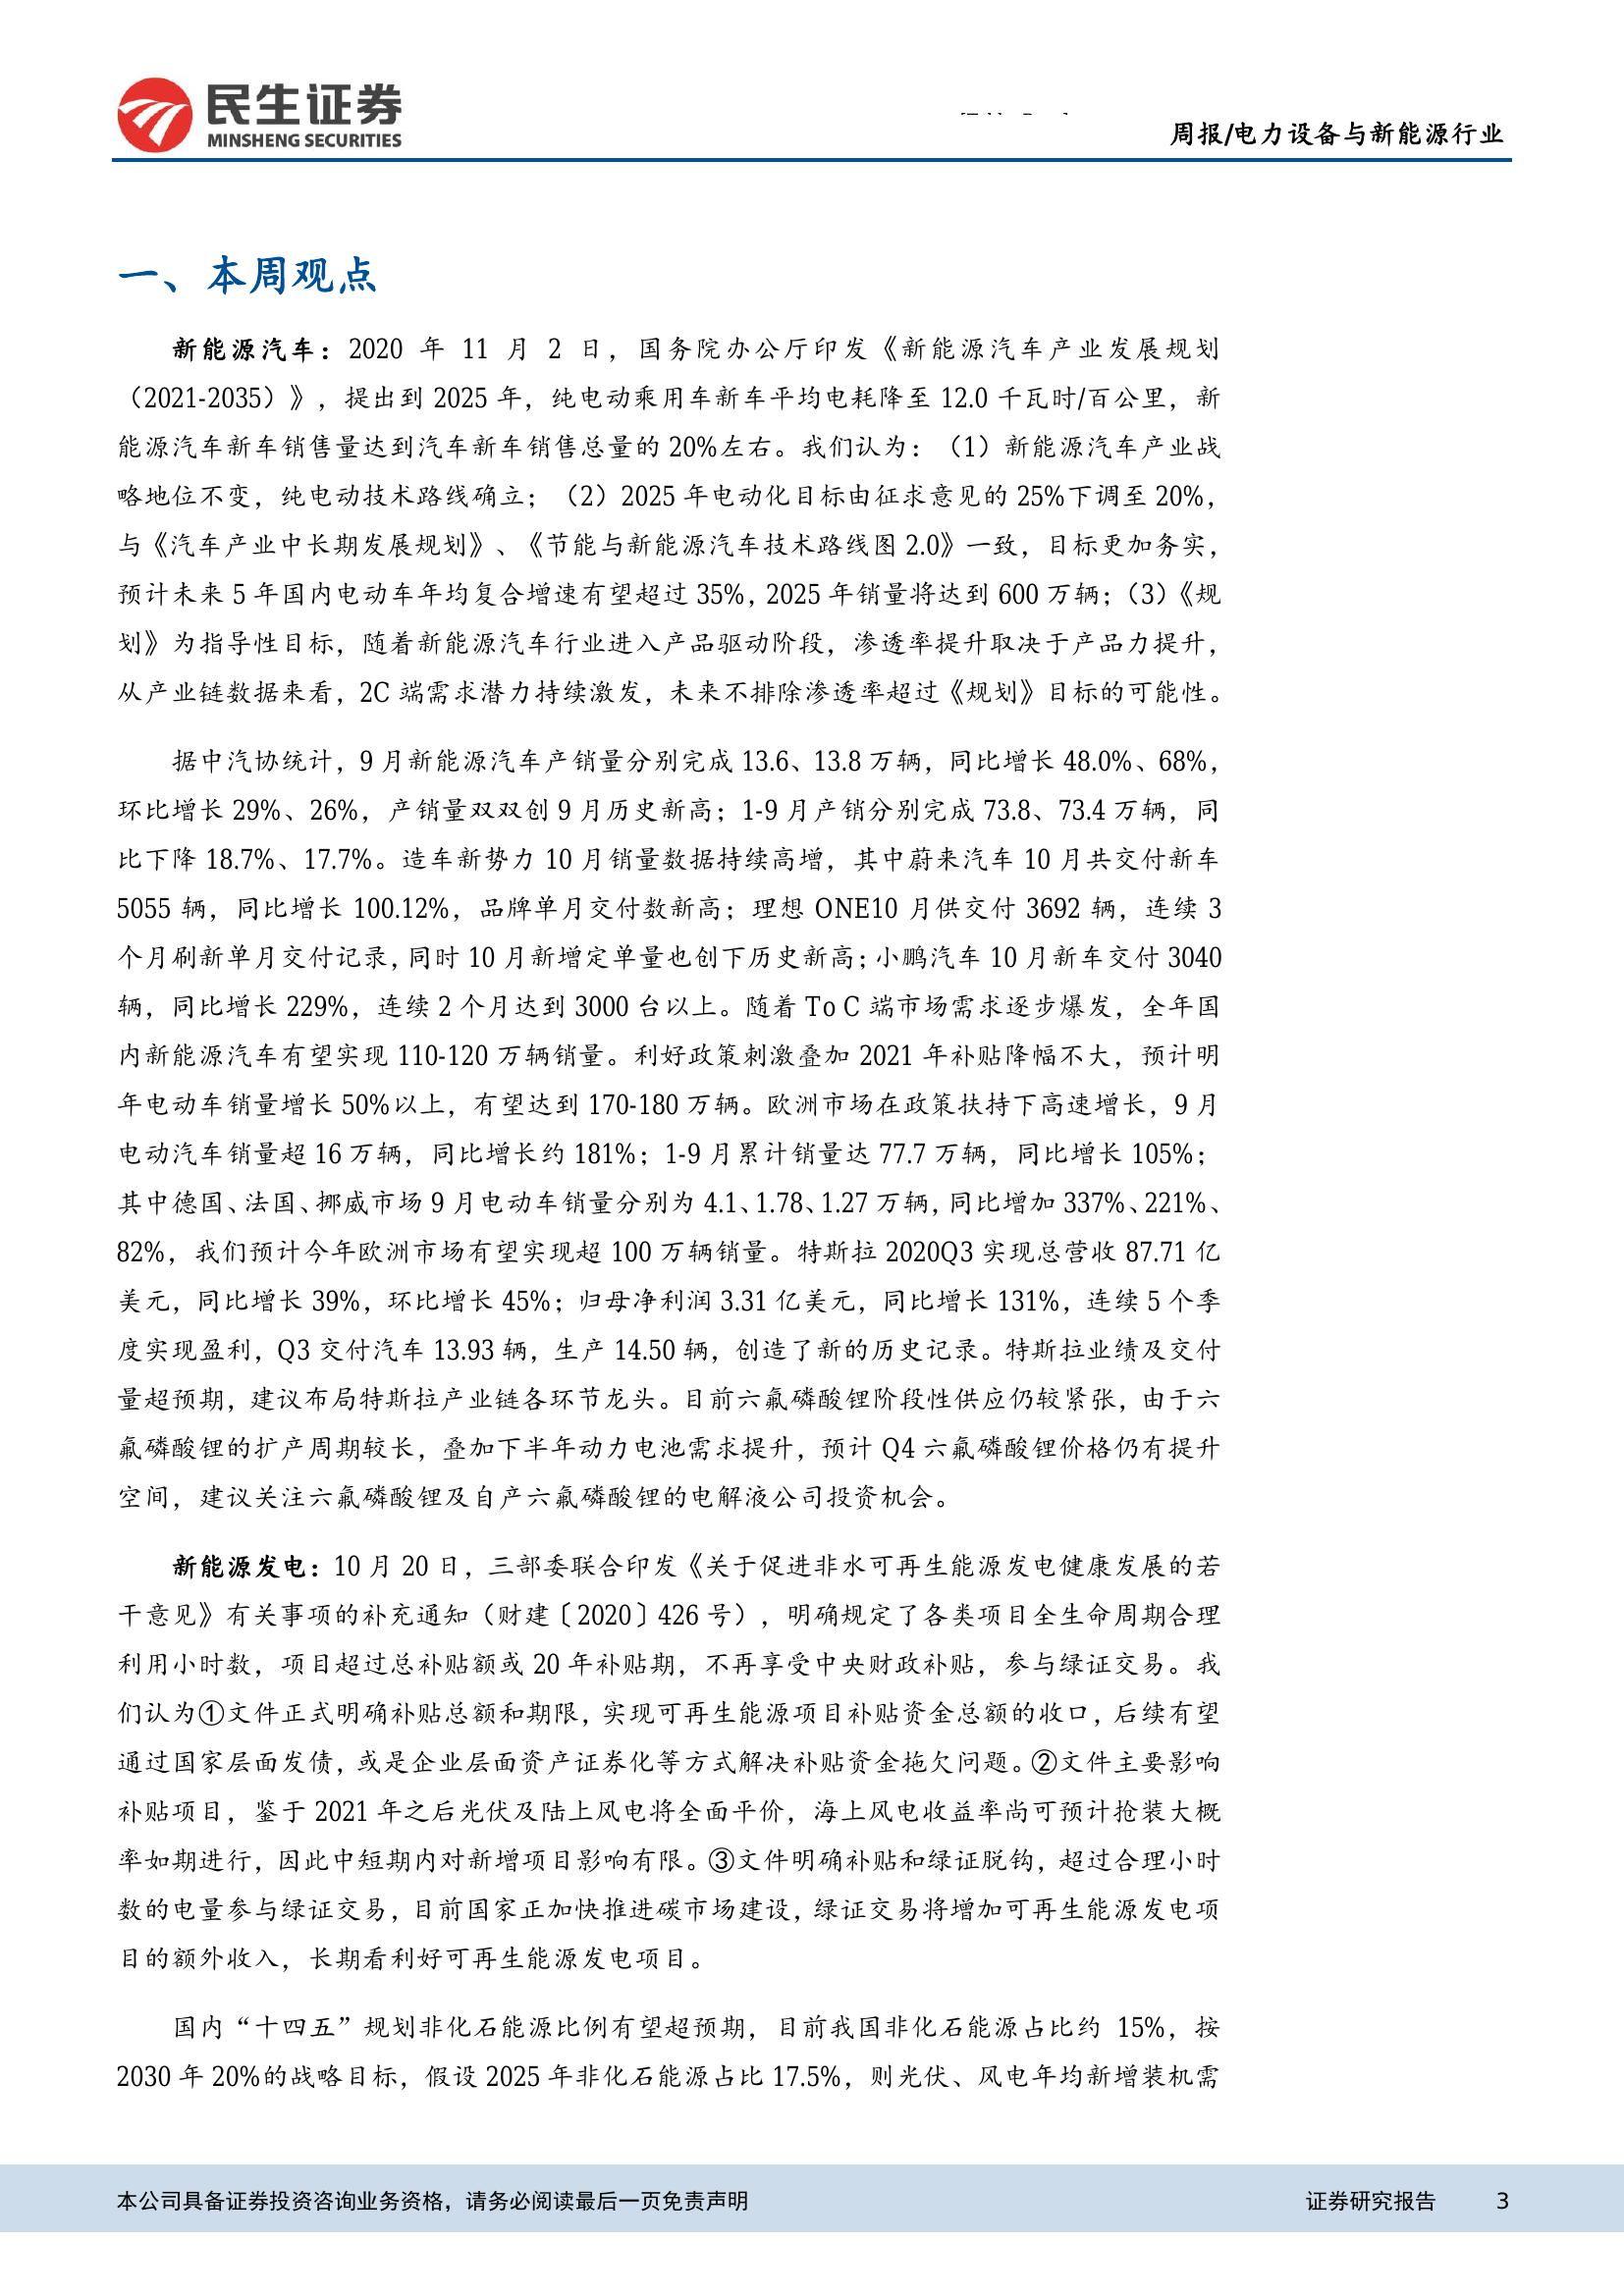 民生证券
MINSHENG SECURITIES
周报/电力设备与新能源行业
一、本周观点
新能源汽车：2020 年 11 月 2 日，国务院办公厅印发《新能源汽车产业发展规划
（2021-2035）》，提出到 2025 年，纯电动乘用车新车平均电耗降至 12.0 千瓦时/百公里，新
能源汽车新车销售量达到汽车新车销售总量的 20%左右。我们认为：（1）新能源汽车产业战
略地位不变，纯电动技术路线确立；（2）2025 年电动化目标由征求意见的 25%下调至 20%，
与《汽车产业中长期发展规划》、《节能与新能源汽车技术路线图 2.0》一致，目标更加务实，
预计未来 5 年国内电动车年均复合增速有望超过 35%，2025 年销量将达到 600 万辆；（3）《规
划》为指导性目标，随着新能源汽车行业进入产品驱动阶段，渗透率提升取决于产品力提升，
从产业链数据来看，2C 端需求潜力持续激发，未来不排除渗透率超过《规划》目标的可能性。
据中汽协统计，9 月新能源汽车产销量分别完成 13.6、13.8 万辆，同比增长 48.0%、68%，
环比增长 29%、26%，产销量双双创 9 月历史新高；1-9 月产销分别完成 73.8、73.4 万辆，同
比下降 18.7%、17.7%。造车新势力 10 月销量数据持续高增，其中蔚来汽车 10 月共交付新车
5055 辆，同比增长 100.12%，品牌单月交付数新高；理想 ONE10 月供交付 3692 辆，连续 3
个月刷新单月交付记录，同时 10 月新增定单量也创下历史新高；小鹏汽车 10 月新车交付 3040
辆，同比增长 229%，连续 2 个月达到 3000 台以上。随着 To C 端市场需求逐步爆发，全年国
内新能源汽车有望实现 110-120 万辆销量。利好政策刺激叠加 2021 年补贴降幅不大，预计明
年电动车销量增长 50%以上，有望达到 170-180 万辆。欧洲市场在政策扶持下高速增长，9 月
电动汽车销量超 16 万辆，同比增长约 181%；1-9 月累计销量达 77.7 万辆，同比增长 105%；
其中德国、法国、挪威市场 9 月电动车销量分别为 4.1、1.78、1.27 万辆，同比增加 337%、221%、
82%，我们预计今年欧洲市场有望实现超 100 万辆销量。特斯拉 2020Q3 实现总营收 87.71 亿
美元，同比增长 39%，环比增长 45%；归母净利润 3.31 亿美元，同比增长 131%，连续 5 个季
度实现盈利，Q3 交付汽车 13.93 辆，生产 14.50 辆，创造了新的历史记录。特斯拉业绩及交付
量超预期，建议布局特斯拉产业链各环节龙头。目前六氟磷酸锂阶段性供应仍较紧张，由于六
氟磷酸锂的扩产周期较长，叠加下半年动力电池需求提升，预计 Q4 六氟磷酸锂价格仍有提升
空间，建议关注六氟磷酸锂及自产六氟磷酸锂的电解液公司投资机会。
新能源发电：10 月 20 日，三部委联合印发《关于促进非水可再生能源发电健康发展的若
干意见》有关事项的补充通知（财建〔2020〕426 号），明确规定了各类项目全生命周期合理
利用小时数，项目超过总补贴额或 20 年补贴期，不再享受中央财政补贴，参与绿证交易。我
们认为①文件正式明确补贴总额和期限，实现可再生能源项目补贴资金总额的收口，后续有望
通过国家层面发债，或是企业层面资产证券化等方式解决补贴资金拖欠问题。②文件主要影响
补贴项目，鉴于 2021 年之后光伏及陆上风电将全面平价，海上风电收益率尚可预计抢装大概
率如期进行，因此中短期内对新增项目影响有限。③文件明确补贴和绿证脱钩，超过合理小时
数的电量参与绿证交易，目前国家正加快推进碳市场建设，绿证交易将增加可再生能源发电项
目的额外收入，长期看利好可再生能源发电项目。
国内“十四五”规划非化石能源比例有望超预期，目前我国非化石能源占比约 15%，按
2030 年 20%的战略目标，假设 2025 年非化石能源占比 17.5%，则光伏、风电年均新增装机需
本公司具备证券投资咨询业务资格，请务必阅读最后一页免责声明
证券研究报告 3